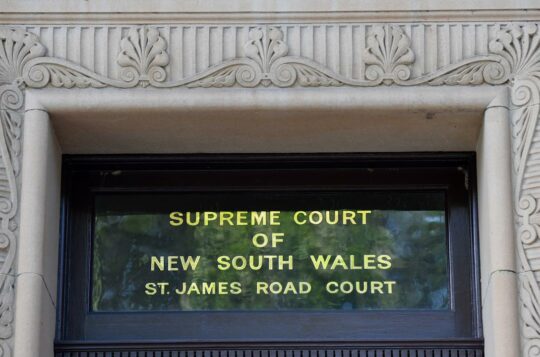 SUPREME COURT
OF
NEW SOUTH WALES
ST. JAMES ROAD COURT